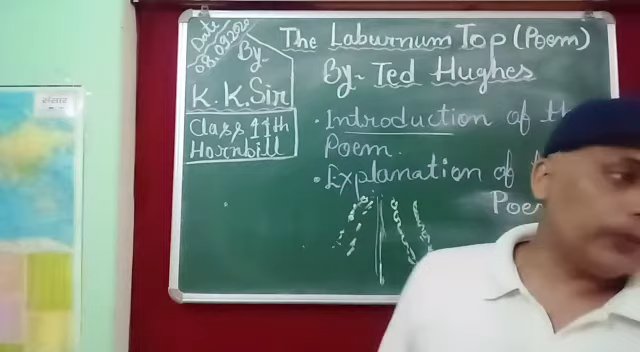 Date
08.09.2020
By-
K. K. Sir
Class 11th
Hornbill
The Laburnum Top (Poem)
By- Ted Hughes
• Introduction of
Poem.
• Explanation of
संसार